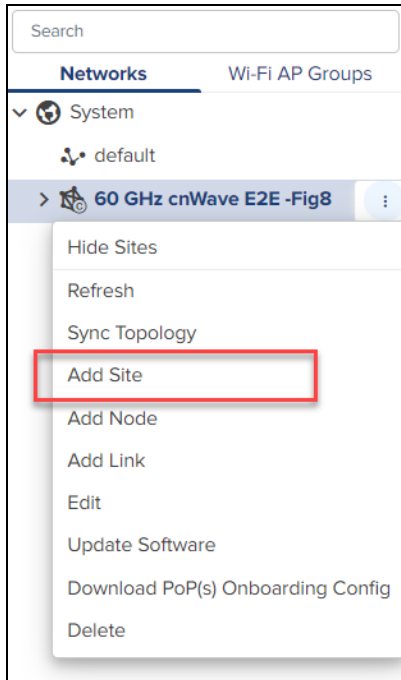 Search
Networks Wi-Fi AP Groups
System
default
60 GHz cnWave E2E -Fig8
Hide Sites
Refresh
Sync Topology
Add Site
Add Node
Add Link
Edit
Update Software
Download PoP(s) Onboarding Config
Delete